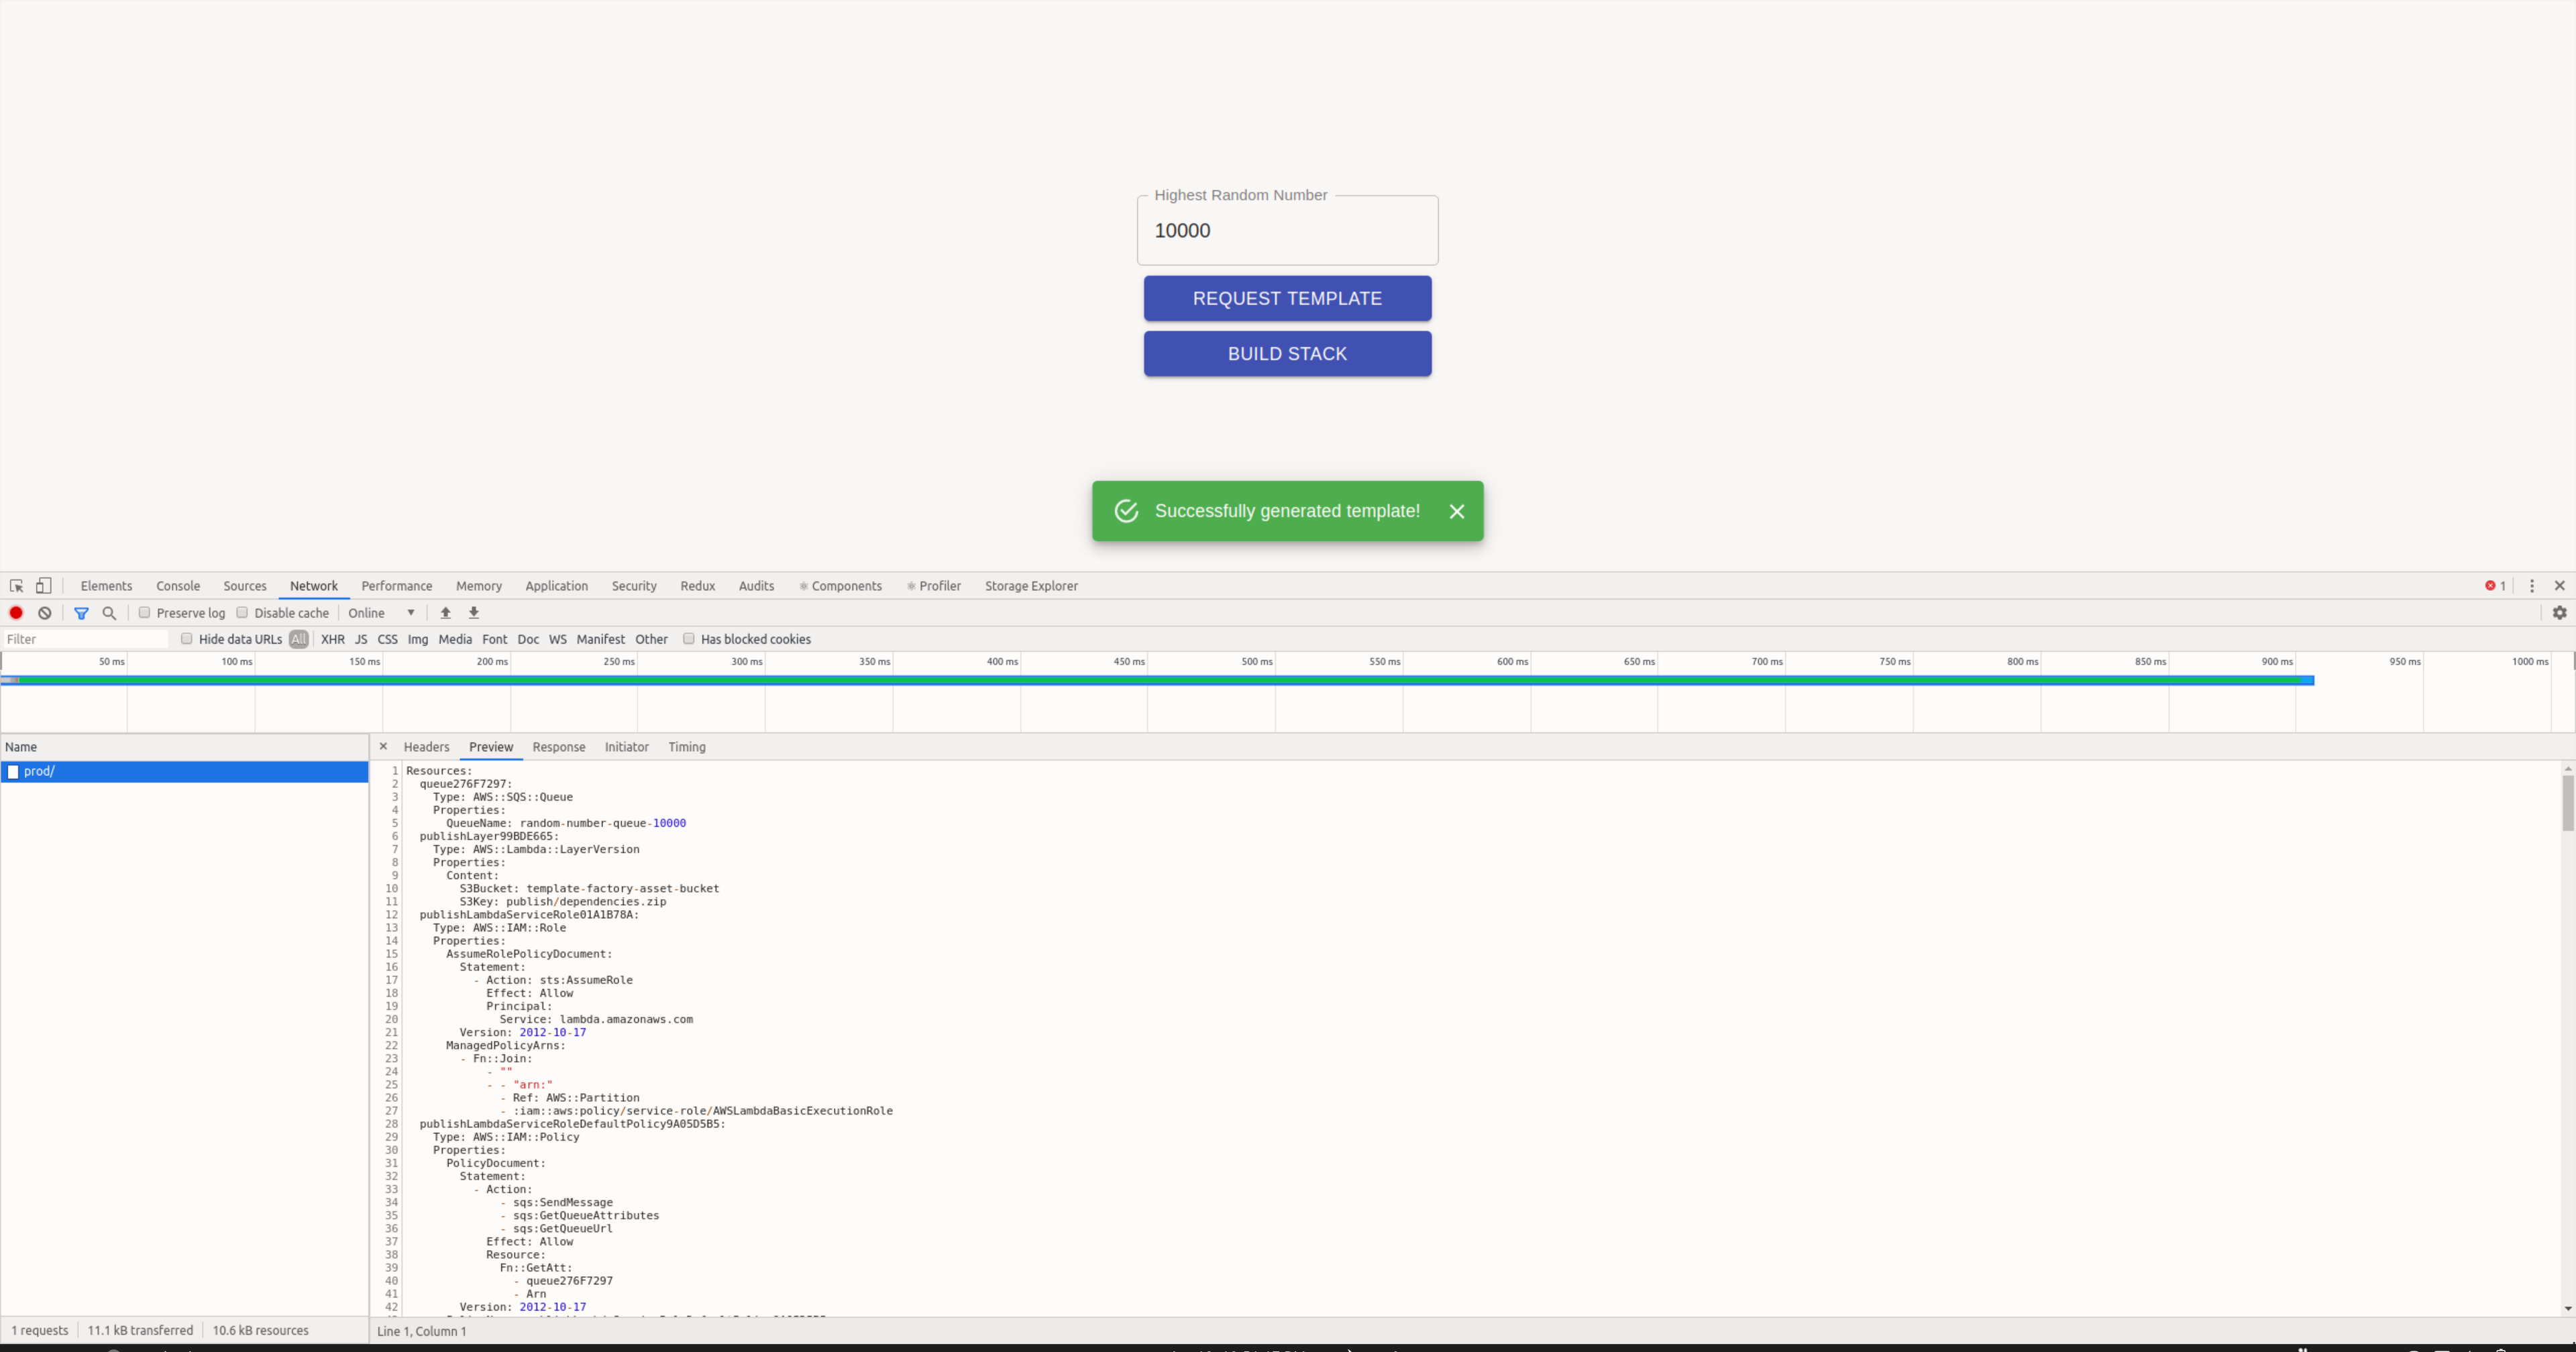 Highest Random Number
10000
REQUEST TEMPLATE
BUILD STACK
Successfully generated template!
Elements Console Sources Network Performance Memory Application Security Redux Audits Components Profiler Storage Explorer 1
Preserve log Disable cache Online
Filter Hide data URLs All XHR JS CSS Img Media Font Doc WS Manifest Other Has blocked cookies
50 ms 100 ms 150 ms 200 ms 250 ms 300 ms 350 ms 400 ms 450 ms 500 ms 550 ms 600 ms 650 ms 700 ms 750 ms 800 ms 850 ms 900 ms 950 ms 1000 ms
Name Headers Preview Response Initiator Timing
prod/
1 Resources:
2 queue276F7297:
3 Type: AWS::SQS::Queue
4 Properties:
5 QueueName: random-number-queue-10000
6 publishLayer99BDE665:
7 Type: AWS::Lambda::LayerVersion
8 Properties:
9 Content:
10 S3Bucket: template-factory-asset-bucket
11 S3Key: publish/dependencies.zip
12 publishLambdaServiceRole01A1B78A:
13 Type: AWS::IAM::Role
14 Properties:
15 AssumeRolePolicyDocument:
16 Statement:
17 - Action: sts:AssumeRole
18 Effect: Allow
19 Principal:
20 Service: lambda.amazonaws.com
21 Version: 2012-10-17
22 ManagedPolicyArns:
23 - Fn::Join:
24 - ""
25 - - "arn:"
26 - Ref: AWS::Partition
27 - :iam::aws:policy/service-role/AWSLambdaBasicExecutionRole
28 publishLambdaServiceRoleDefaultPolicy9A05D5B5:
29 Type: AWS::IAM::Policy
30 Properties:
31 PolicyDocument:
32 Statement:
33 - Action:
34 - sqs:SendMessage
35 - sqs:GetQueueAttributes
36 - sqs:GetQueueUrl
37 Effect: Allow
38 Resource:
39 Fn::GetAtt:
40 - queue276F7297
41 - Arn
42 Version: 2012-10-17
1 requests 11.1 kB transferred 10.6 kB resources Line 1, Column 1